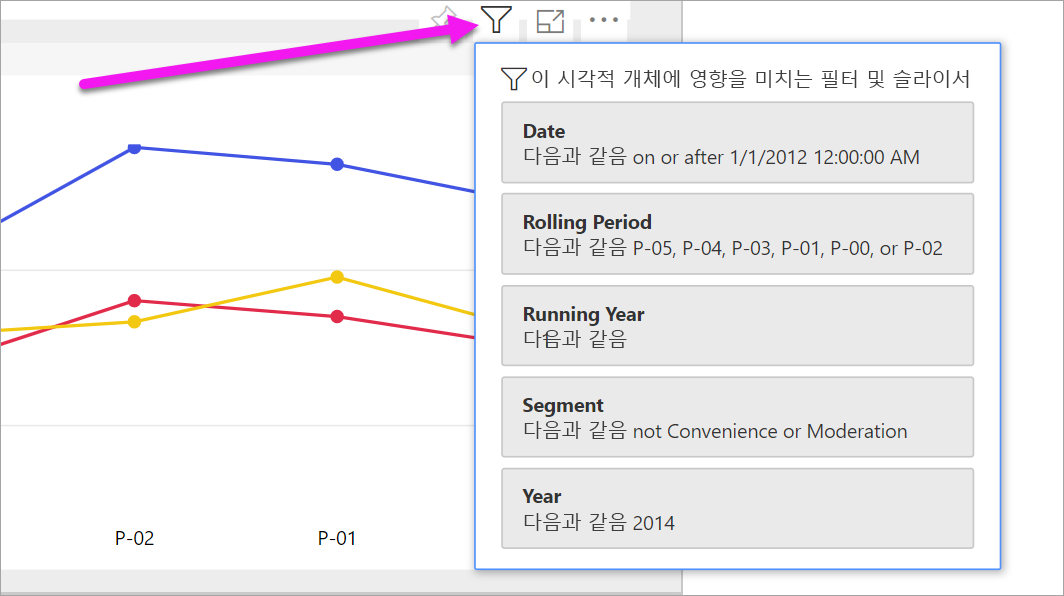 이 시각적 개체에 영향을 미치는 필터 및 슬라이서
Date
다음과 같음 on or after 1/1/2012 12:00:00 AM
Rolling Period
다음과 같음 P-05, P-04, P-03, P-01, P-00, or P-02
Running Year
다음과 같음
Segment
다음과 같음 not Convenience or Moderation
Year
다음과 같음 2014
P-02 P-01